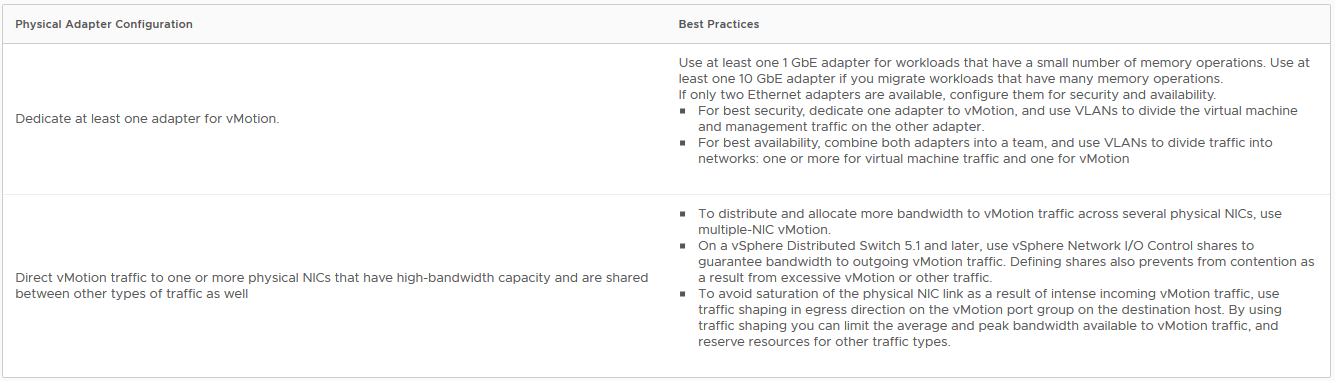 Physical Adapter Configuration
Best Practices
Dedicate at least one adapter for vMotion.
Use at least one 1 GbE adapter for workloads that have a small number of memory operations. Use at
least one 10 GbE adapter if you migrate workloads that have many memory operations.
If only two Ethernet adapters are available, configure them for security and availability.
▪ For best security, dedicate one adapter to vMotion, and use VLANs to divide the virtual machine
and management traffic on the other adapter.
▪ For best availability, combine both adapters into a team, and use VLANs to divide traffic into
networks: one or more for virtual machine traffic and one for vMotion
Direct vMotion traffic to one or more physical NICs that have high-bandwidth capacity and are shared
between other types of traffic as well
▪ To distribute and allocate more bandwidth to vMotion traffic across several physical NICs, use
multiple-NIC vMotion.
▪ On a vSphere Distributed Switch 5.1 and later, use vSphere Network I/O Control shares to
guarantee bandwidth to outgoing vMotion traffic. Defining shares also prevents from contention as
a result from excessive vMotion or other traffic.
▪ To avoid saturation of the physical NIC link as a result of intense incoming vMotion traffic, use
traffic shaping in egress direction on the vMotion port group on the destination host. By using
traffic shaping you can limit the average and peak bandwidth available to vMotion traffic, and
reserve resources for other traffic types.